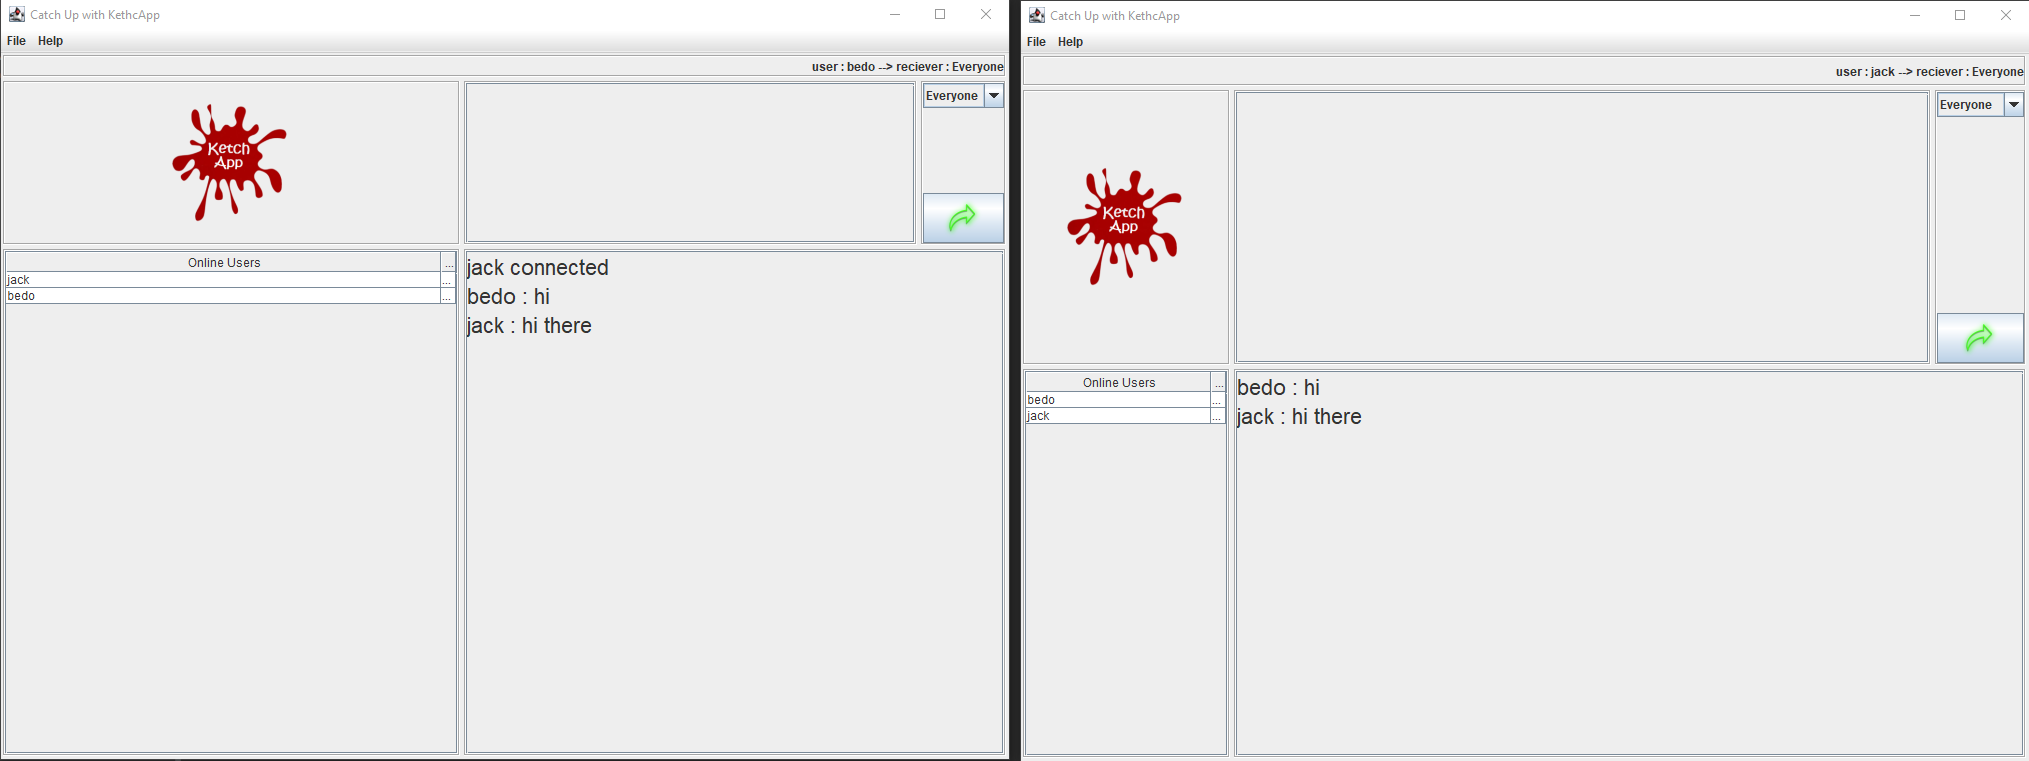 Catch Up with KethcApp
File Help
user : bedo --> reciever : Everyone
Ketch
App
Everyone
Online Users ...
jack ...
bedo ...
jack connected
bedo : hi
jack : hi there
Catch Up with KethcApp
File Help
user : jack --> reciever : Everyone
Ketch
App
Everyone
Online Users ...
bedo ...
jack ...
bedo : hi
jack : hi there